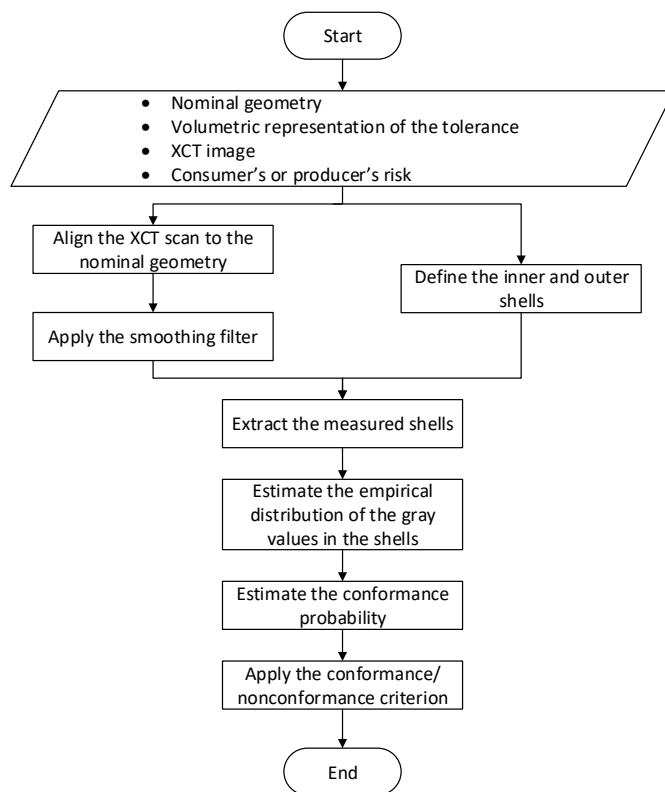 Start
• Nominal geometry
• Volumetric representation of the tolerance
• XCT image
• Consumer’s or producer’s risk
Align the XCT scan to the
nominal geometry
Define the inner and outer
shells
Apply the smoothing filter
Extract the measured shells
Estimate the empirical
distribution of the gray
values in the shells
Estimate the conformance
probability
Apply the conformance/
nonconformance criterion
End